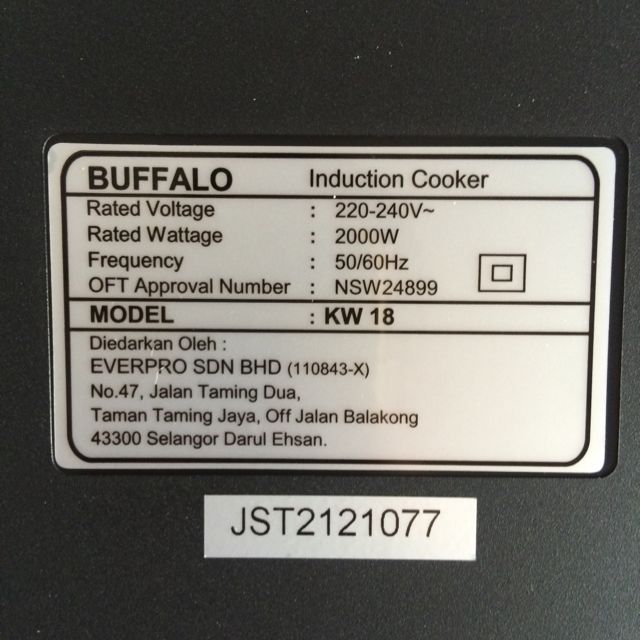 BUFFALO Induction Cooker
Rated Voltage : 220-240V~
Rated Wattage : 2000W
Frequency : 50/60Hz
OFT Approval Number : NSW24899
MODEL : KW 18
Diedarkan Oleh :
EVERPRO SDN BHD (110843-X)
No.47, Jalan Taming Dua,
Taman Taming Jaya, Off Jalan Balakong
43300 Selangor Darul Ehsan.
JST2121077